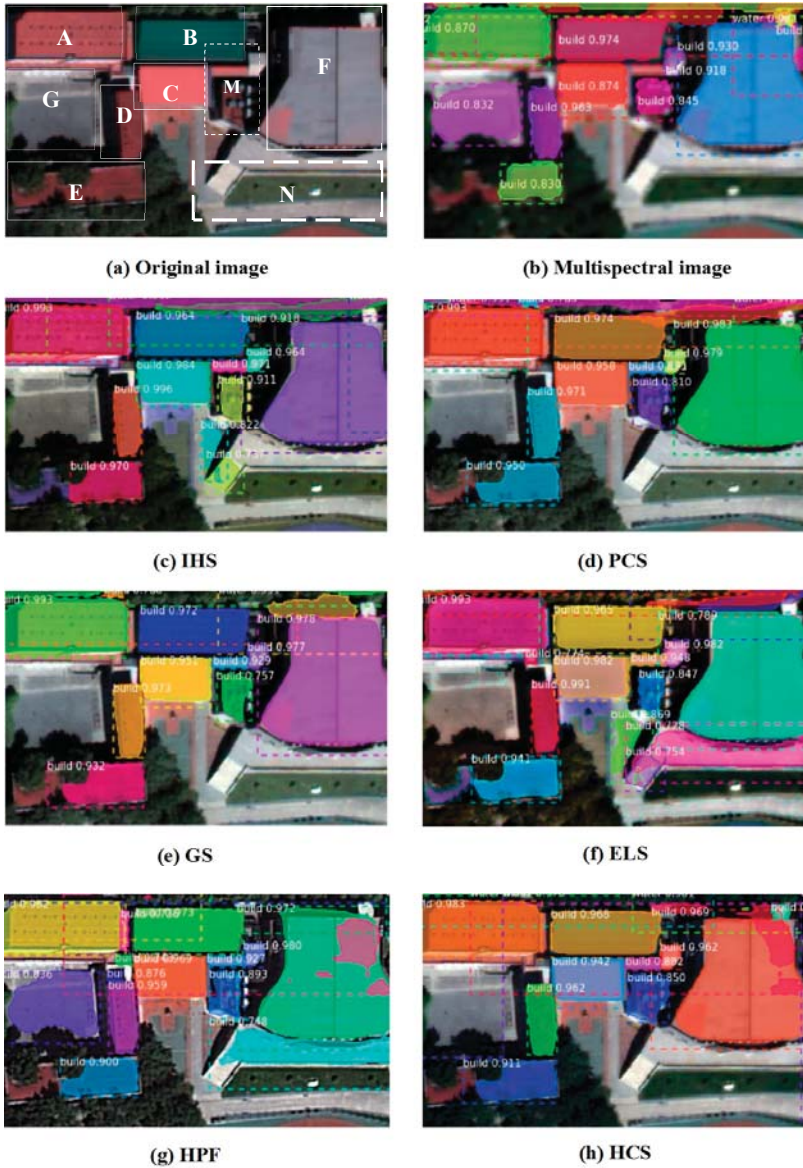 A
B
F
G
M
C
D
E
N
(a) Original image
build 0.870
build 0.974
build 0.930
build 0.918
build 0.874
build 0.845
build 0.832
build 0.963
build 0.830
(b) Multispectral image
build 0.964
build 0.918
build 0.964
build 0.984
build 0.911
build 0.996
build 0.970
(c) IHS
build 0.974
build 0.983
build 0.979
build 0.958
build 0.810
build 0.971
build 0.950
(d) PCS
build 0.972
build 0.978
build 0.977
build 0.951
build 0.929
build 0.757
build 0.973
build 0.932
(e) GS
build 0.965
build 0.789
build 0.982
build 0.982
build 0.948
build 0.847
build 0.991
build 0.754
build 0.941
(f) ELS
build 0.972
build 0.980
build 0.927
build 0.893
build 0.836
build 0.876
build 0.959
build 0.748
build 0.900
(g) HPF
build 0.983
build 0.968
build 0.969
build 0.962
build 0.942
build 0.892
build 0.850
build 0.962
build 0.911
(h) HCS